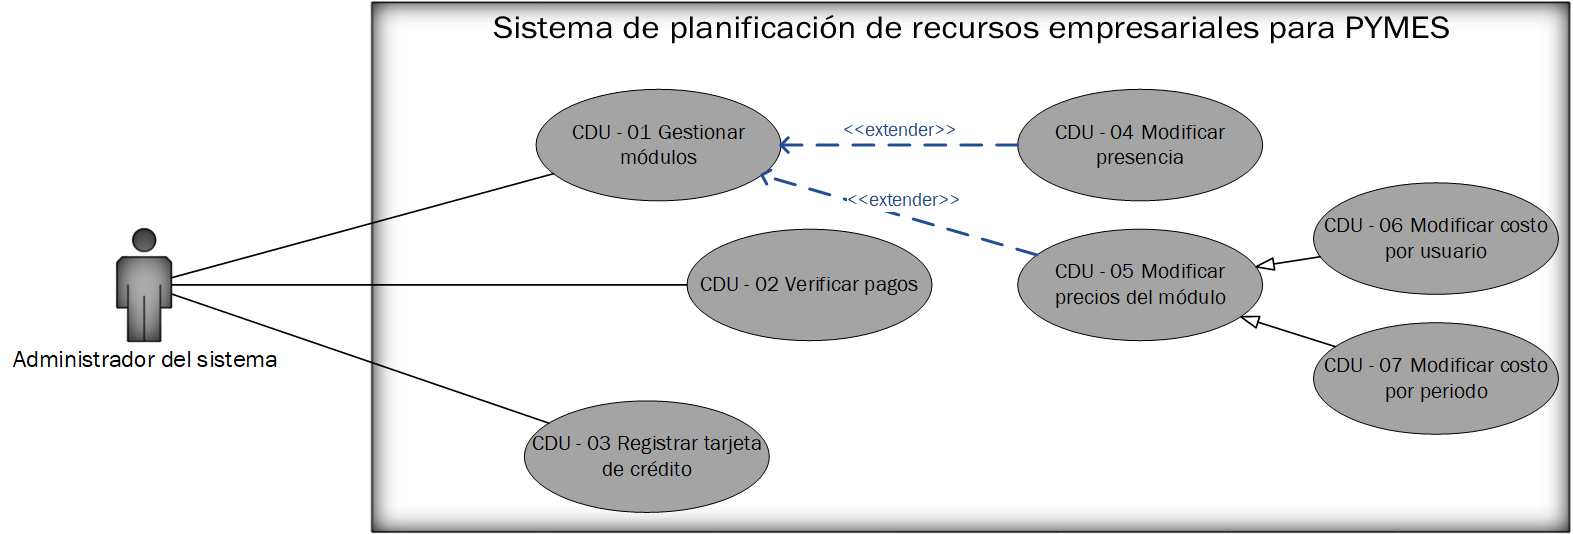 Sistema de planificación de recursos empresariales para PYMES
CDU - 01 Gestionar
módulos
<<extender>>
CDU - 04 Modificar
presencia
<<extender>>
CDU - 02 Verificar pagos
CDU - 05 Modificar
precios del módulo
CDU - 06 Modificar costo
por usuario
CDU - 07 Modificar costo
por periodo
Administrador del sistema
CDU - 03 Registrar tarjeta
de crédito